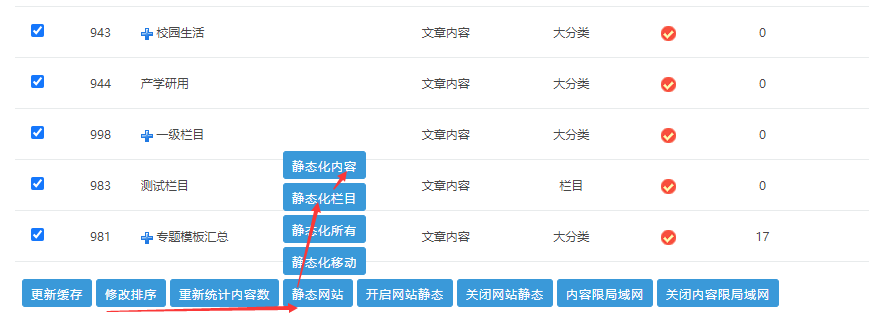 943 校园生活 文章内容 大分类 0
944 产学研用 文章内容 大分类 0
998 一级栏目 文章内容 大分类 0
静态化内容
983 测试栏目 文章内容 栏目 0
静态化栏目
静态化所有
981 专题模板汇总 文章内容 大分类 17
静态化移动
更新缓存 修改排序 重新统计内容数 静态网站 开启网站静态 关闭网站静态 内容限局域网 关闭内容限局域网